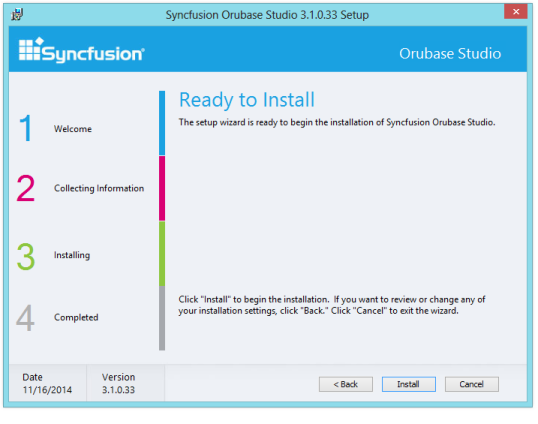 Syncfusion Orubase Studio 3.1.0.33 Setup
Syncfusion
Orubase Studio
Ready to Install
The setup wizard is ready to begin the installation of Syncfusion Orubase Studio.
1 Welcome
2 Collecting Information
3 Installing
4 Completed
Click "Install" to begin the installation. If you want to review or change any of
your installation settings, click "Back." Click "Cancel" to exit the wizard.
Date
11/16/2014
Version
3.1.0.33
< Back
Install
Cancel